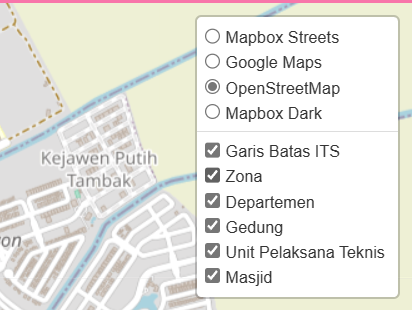 Mapbox Streets
Google Maps
OpenStreetMap
Mapbox Dark
Garis Batas ITS
Zona
Departemen
Gedung
Unit Pelaksana Teknis
Masjid
Kejawen Putih
Tambak
on